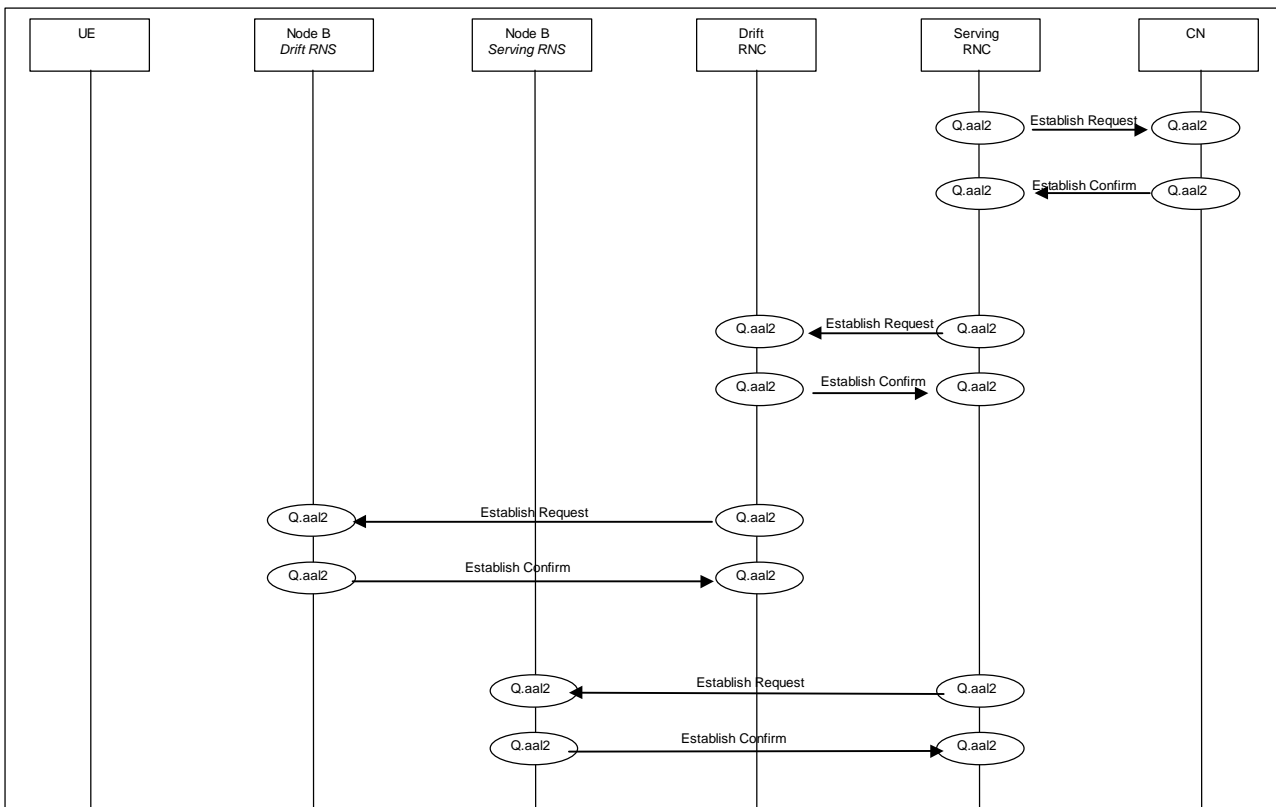 UE
Node B
Drift RNS
Node B
Serving RNS
Drift
RNC
Serving
RNC
CN
Q.aal2
Establish Request
Q.aal2
Q.aal2
Establish Confirm
Q.aal2
Q.aal2
Establish Request
Q.aal2
Q.aal2
Establish Confirm
Q.aal2
Q.aal2
Establish Request
Q.aal2
Q.aal2
Establish Confirm
Q.aal2
Q.aal2
Establish Request
Q.aal2
Q.aal2
Establish Confirm
Q.aal2